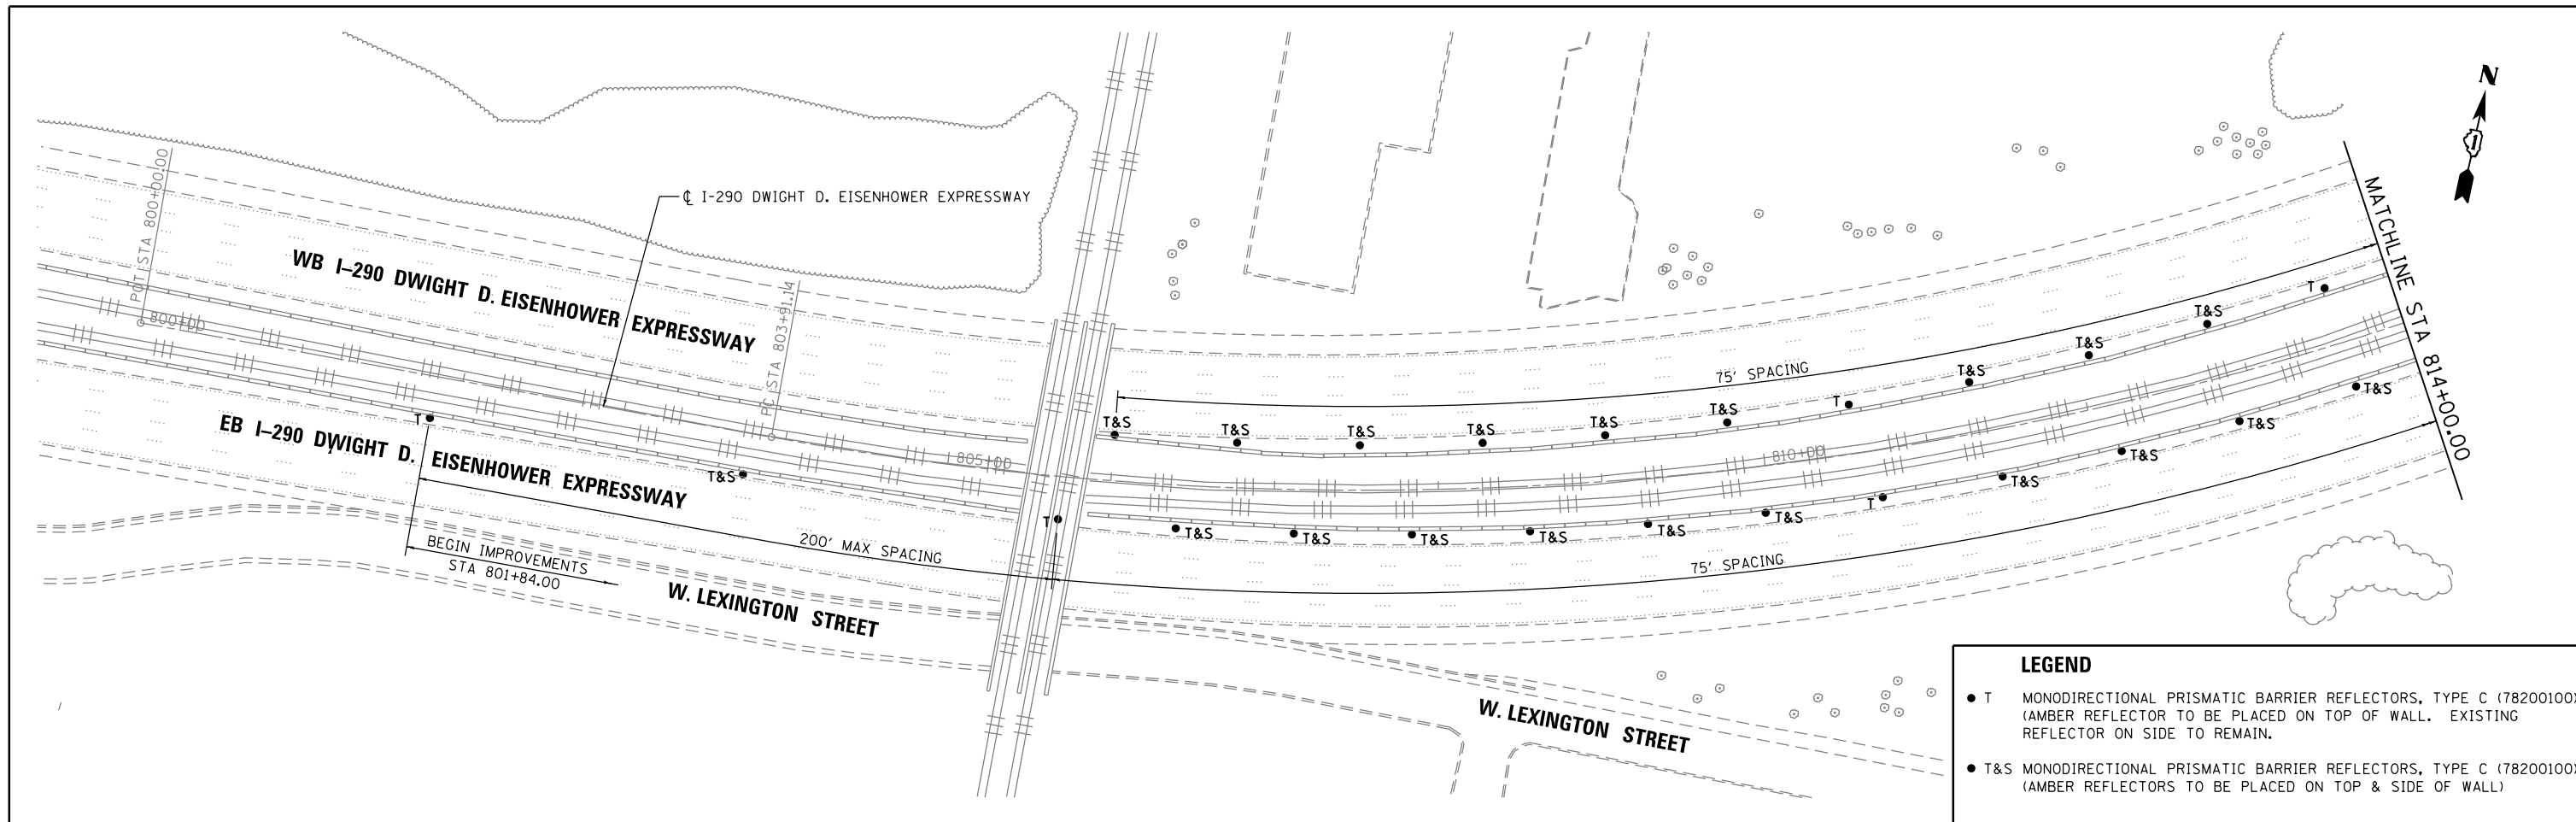 N
1
POT STA 800+00.00
℄ I-290 DWIGHT D. EISENHOWER EXPRESSWAY
WB I-290 DWIGHT D. EISENHOWER EXPRESSWAY
MATCHLINE STA 814+00.00
PC STA 803+91.14
800+00
T
T&S
T&S
T&S
T
75' SPACING
T&S
T&S
T&S
T&S
T&S
T&S
T
EB I-290 DWIGHT D. EISENHOWER EXPRESSWAY
T&S
805+00
810+00
T&S
T&S
T&S
T&S
T
T
T&S
T&S
T&S
T&S
T&S
T&S
200' MAX SPACING
75' SPACING
BEGIN IMPROVEMENTS
STA 801+84.00
W. LEXINGTON STREET
W. LEXINGTON STREET
LEGEND
T MONODIRECTIONAL PRISMATIC BARRIER REFLECTORS, TYPE C (78200100)
(AMBER REFLECTOR TO BE PLACED ON TOP OF WALL. EXISTING
REFLECTOR ON SIDE TO REMAIN.
T&S MONODIRECTIONAL PRISMATIC BARRIER REFLECTORS, TYPE C (78200100)
(AMBER REFLECTORS TO BE PLACED ON TOP & SIDE OF WALL)